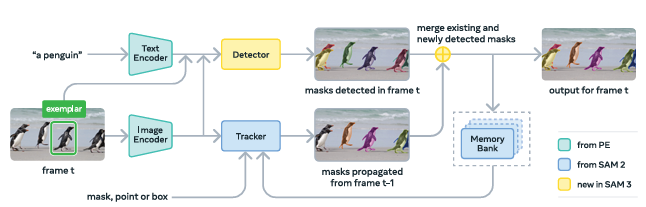 "a penguin"
Text
Encoder
Detector
masks detected in frame t
merge existing and
newly detected masks
output for frame t
exemplar
frame t
Image
Encoder
Tracker
masks propagated
from frame t-1
Memory
Bank
mask, point or box
from PE
from SAM 2
new in SAM 3